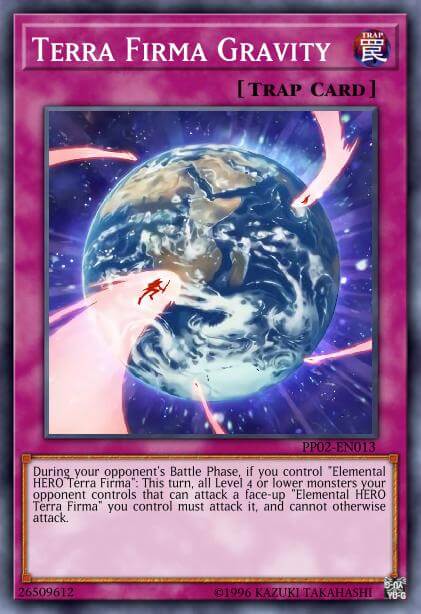 Terra Firma Gravity
TRAP
罠
[Trap Card]
PP02-EN013
During your opponent's Battle Phase, if you control "Elemental
HERO Terra Firma": This turn, all Level 4 or lower monsters your
opponent controls that can attack a face-up "Elemental HERO
Terra Firma" you control must attack it, and cannot otherwise
attack.
26509612
©1996 KAZUKI TAKAHASHI